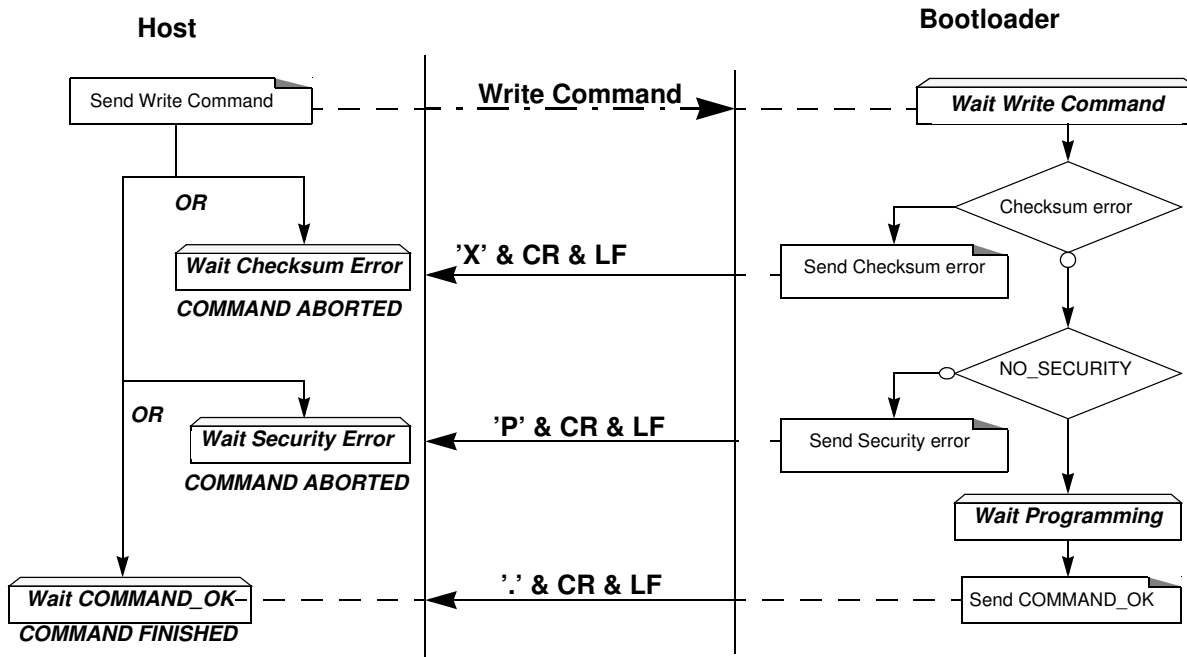 Host
Bootloader
Send Write Command
Write Command
Wait Write Command
OR
Checksum error
Wait Checksum Error
'X' & CR & LF
Send Checksum error
COMMAND ABORTED
NO_SECURITY
OR
Wait Security Error
'P' & CR & LF
Send Security error
COMMAND ABORTED
Wait Programming
Wait COMMAND_OK
'.' & CR & LF
Send COMMAND_OK
COMMAND FINISHED